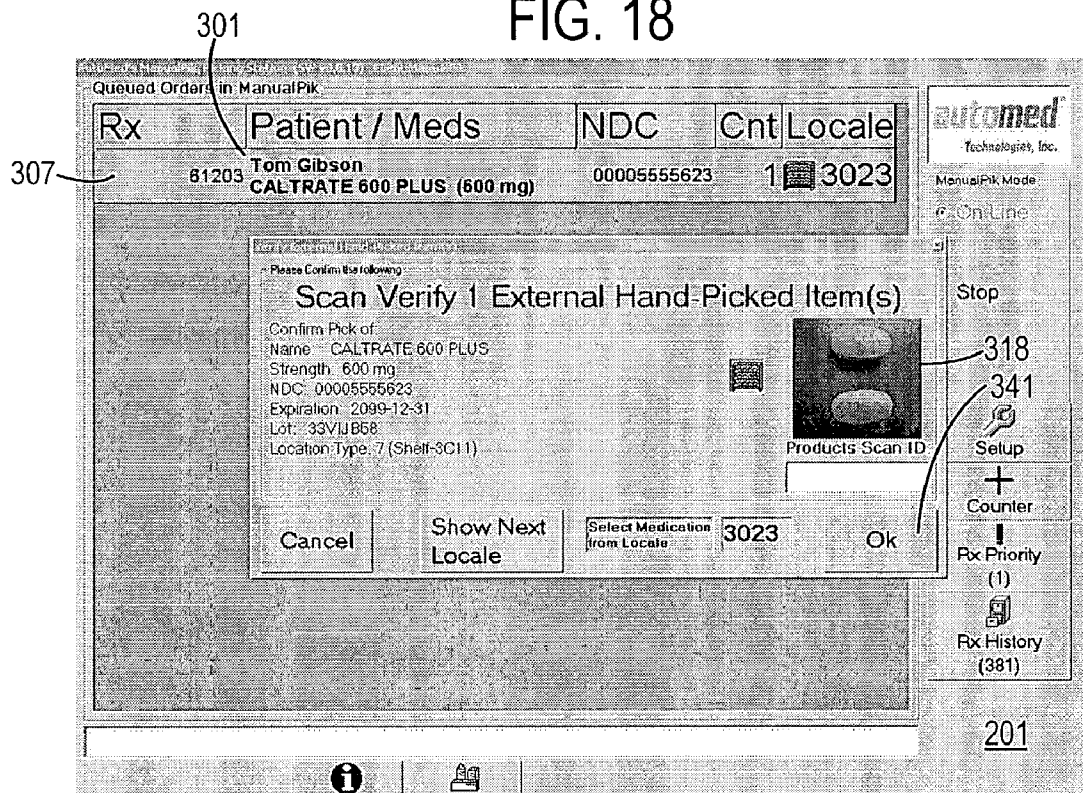 FIG. 18
301
Queued Orders in ManualPik
Rx Patient / Meds NDC Cnt Locale
307
61203 Tom Gibson 00005555623 1 3023
CALTRATE 600 PLUS (600 mg)
automed
Technologies, Inc.
ManualPik Mode
On Line
Stop
Please Confirm the following
Scan Verify 1 External Hand-Picked Item(s)
Confirm Pick of
Name: CALTRATE 600 PLUS
Strength: 600 mg
NDC: 00005555623
Expiration: 2099-12-31
Lot: 33VIJB58
Location Type: 7 (Shelf-3C11)
Products Scan ID
318
341
Cancel
Show Next
Locale
Select Medication
from Locale
3023
Ok
Setup
Counter
Rx Priority
(1)
Rx History
(381)
201